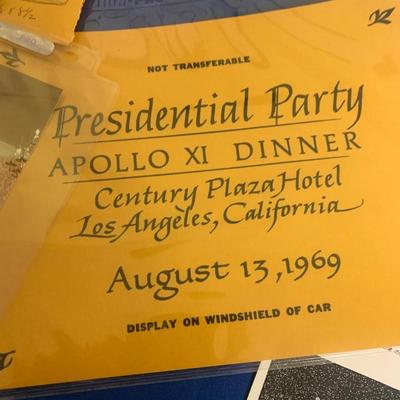 NOT TRANSFERABLE
Presidential Party
APOLLO XI DINNER
Century Plaza Hotel
Los Angeles, California
August 13, 1969
DISPLAY ON WINDSHIELD OF CAR